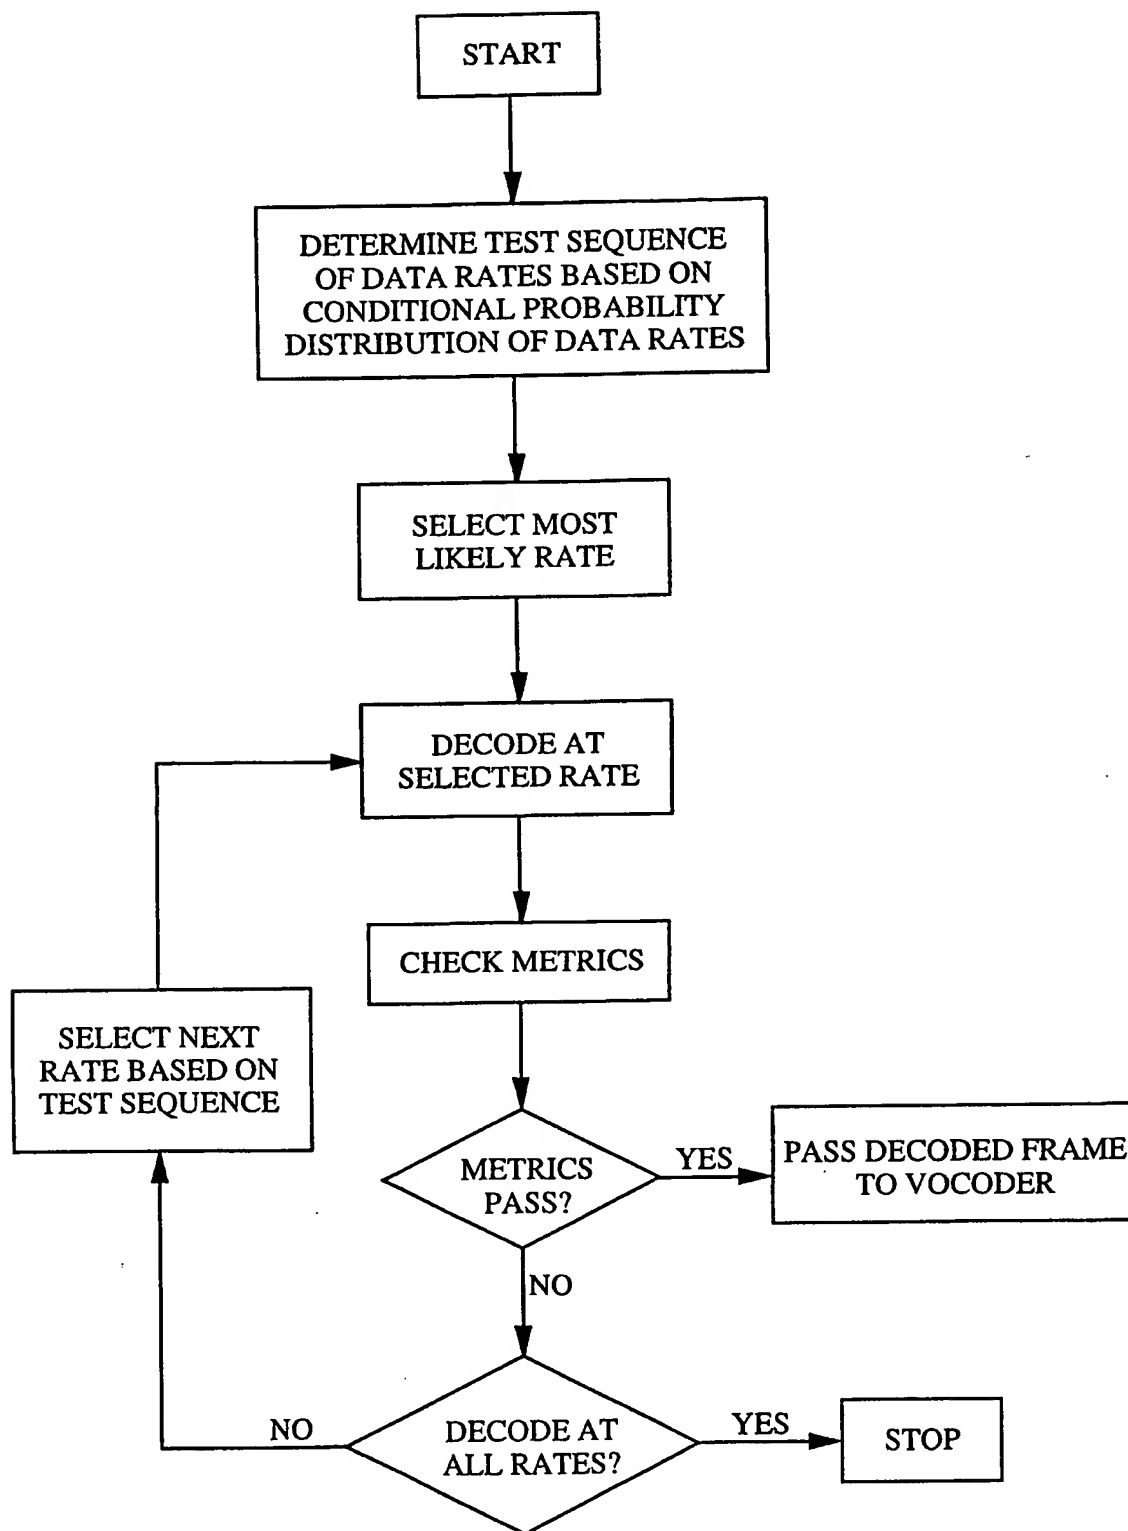 START
DETERMINE TEST SEQUENCE
OF DATA RATES BASED ON
CONDITIONAL PROBABILITY
DISTRIBUTION OF DATA RATES
SELECT MOST
LIKELY RATE
DECODE AT
SELECTED RATE
CHECK METRICS
SELECT NEXT
RATE BASED ON
TEST SEQUENCE
METRICS
PASS?
YES
PASS DECODED FRAME
TO VOCODER
NO
DECODE AT
ALL RATES?
NO
YES
STOP